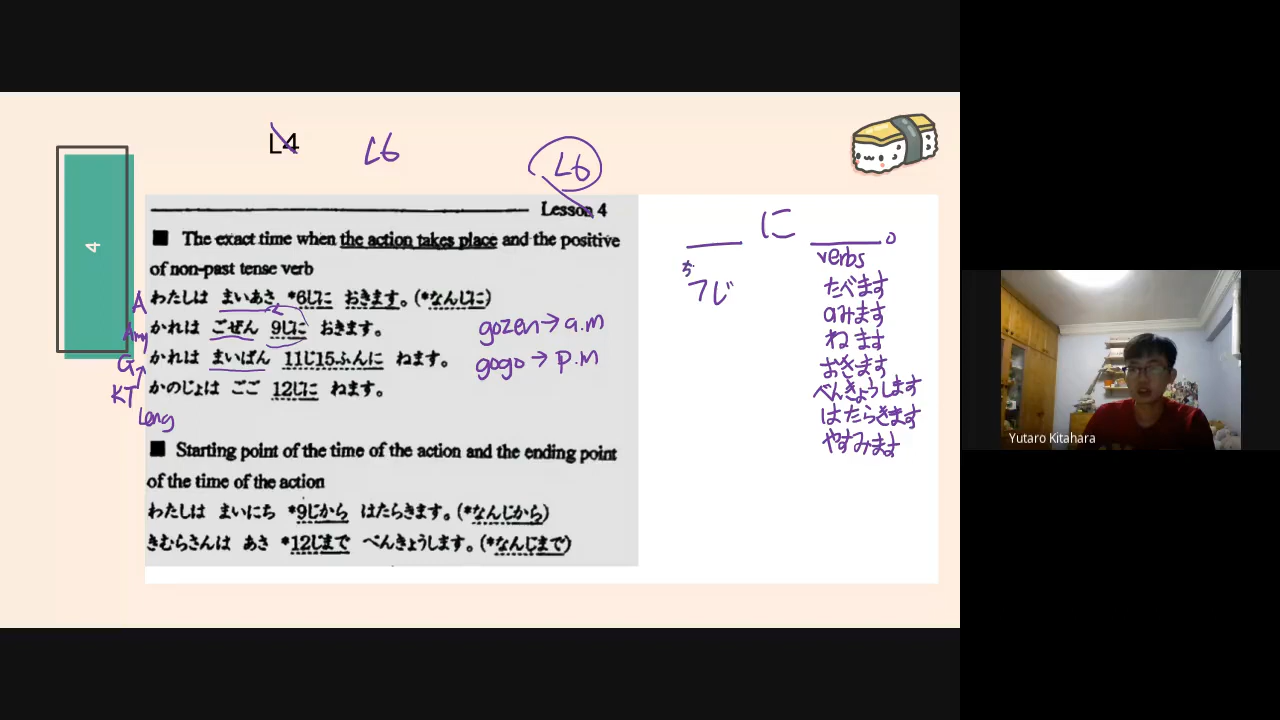 L4
L6
L6
Lesson 4
4
■ The exact time when the action takes place and the positive
of non-past tense verb
わたしは まいあさ *6じに おきます。(*なんじに)
かれは ごぜん 9じに おきます。
かれは まいばん 11じ15ふんに ねます。
かのじょは ごご 12じに ねます。
A
Amy
G
KT
Leng
gozen→a.m
gogo→p.m
■ Starting point of the time of the action and the ending point
of the time of the action
わたしは まいにち *9じから はたらきます。(*なんじから)
きむらさんは あさ *12じまで べんきょうします。(*なんじまで)
に 。
verbs
7じ
たべます
のみます
ねます
おきます
べんきょうします
はたらきます
やすみます
Yutaro Kitahara